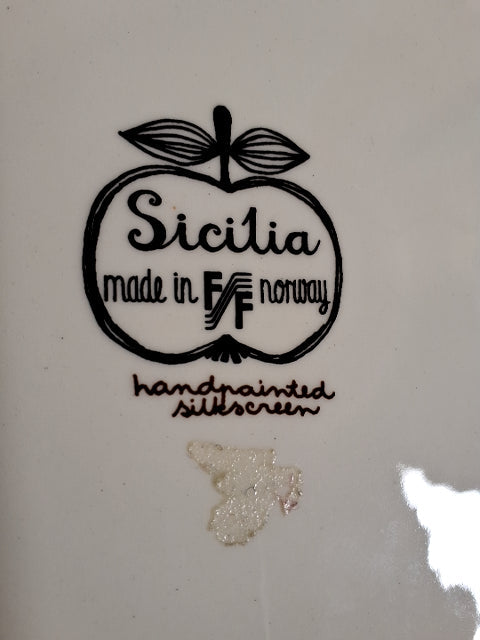 Sicilia
made in F/F norway
handpainted
silkscreen